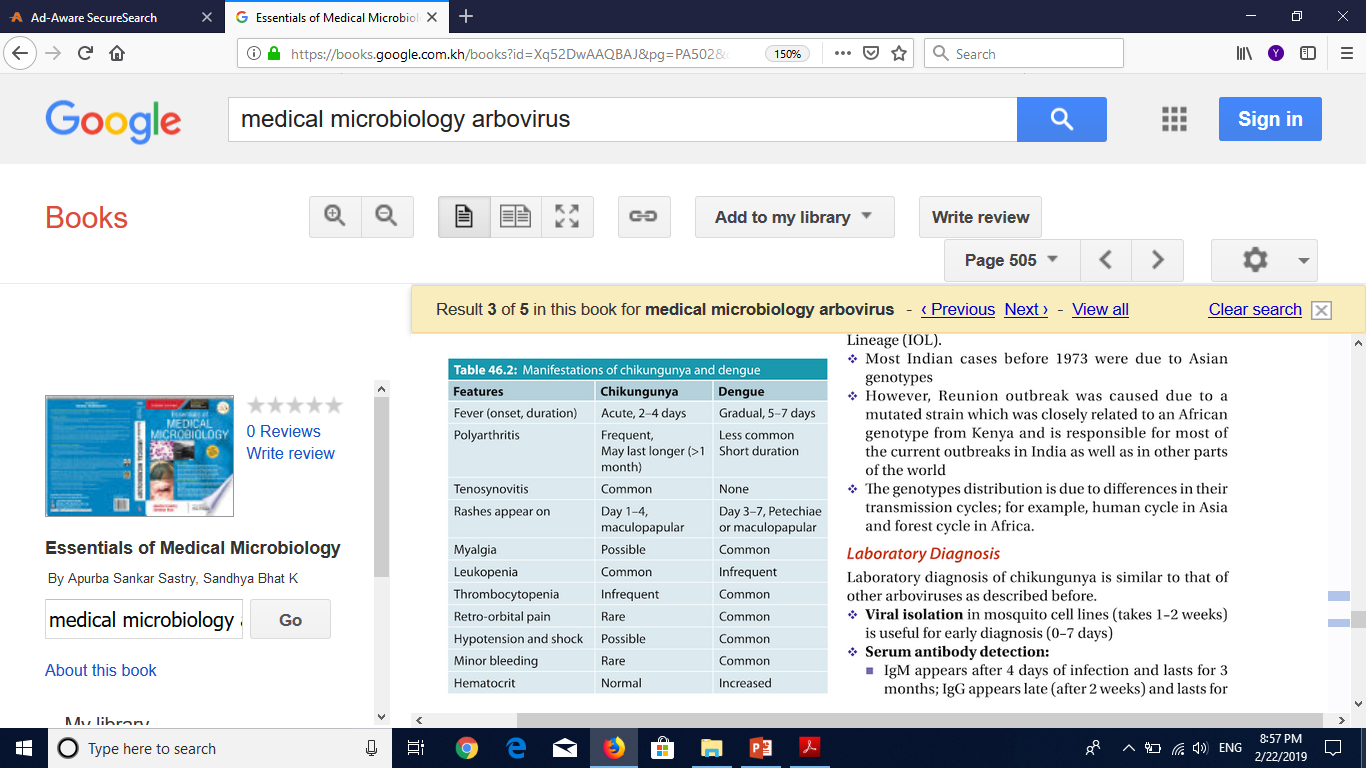 Ad-Aware SecureSearch
Essentials of Medical Microbiol
https://books.google.com.kh/books?id=Xq52DwAAQBAJ&pg=PA502&
150%
Search
Y
Google
medical microbiology arbovirus
Sign in
Books
Add to my library
Write review
Page 505
Result 3 of 5 in this book for medical microbiology arbovirus - ‹ Previous Next › - View all
Clear search
0 Reviews
Write review
Essentials of Medical Microbiology
By Apurba Sankar Sastry, Sandhya Bhat K
medical microbiology
Go
About this book
My library
Table 46.2: Manifestations of chikungunya and dengue
Features Chikungunya Dengue
Fever (onset, duration) Acute, 2–4 days Gradual, 5–7 days
Polyarthritis Frequent, Less common
May last longer (>1 Short duration
month)
Tenosynovitis Common None
Rashes appear on Day 1–4, Day 3–7, Petechiae
maculopapular or maculopapular
Myalgia Possible Common
Leukopenia Common Infrequent
Thrombocytopenia Infrequent Common
Retro-orbital pain Rare Common
Hypotension and shock Possible Common
Minor bleeding Rare Common
Hematocrit Normal Increased
Lineage (IOL).
❖ Most Indian cases before 1973 were due to Asian
genotypes
❖ However, Reunion outbreak was caused due to a
mutated strain which was closely related to an African
genotype from Kenya and is responsible for most of
the current outbreaks in India as well as in other parts
of the world
❖ The genotypes distribution is due to differences in their
transmission cycles; for example, human cycle in Asia
and forest cycle in Africa.
Laboratory Diagnosis
Laboratory diagnosis of chikungunya is similar to that of
other arboviruses as described before.
❖ Viral isolation in mosquito cell lines (takes 1–2 weeks)
is useful for early diagnosis (0–7 days)
❖ Serum antibody detection:
■ IgM appears after 4 days of infection and lasts for 3
months; IgG appears late (after 2 weeks) and lasts for
Type here to search
ENG
8:57 PM
2/22/2019